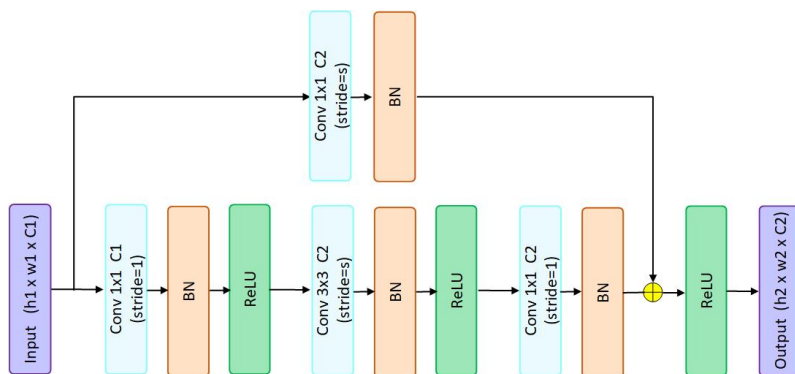 Conv 1x1 C2
(stride=s)
BN
Input (h1 x w1 x C1)
Conv 1x1 C1
(stride=1)
BN
ReLU
Conv 3x3 C2
(stride=s)
BN
ReLU
Conv 1x1 C2
(stride=1)
BN
ReLU
Output (h2 x w2 x C2)